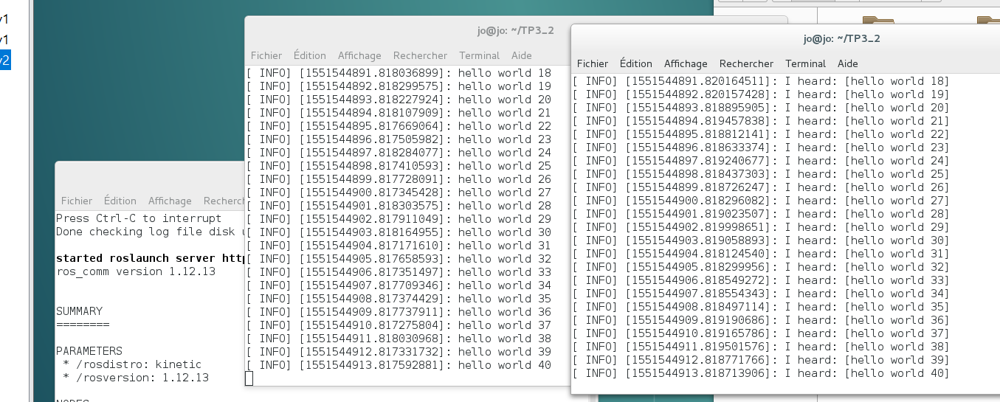 v1
v1
v2
jo@jo: ~/TP3_2
Fichier Édition Affichage Rechercher Terminal Aide
[ INFO] [1551544891.818036899]: hello world 18
[ INFO] [1551544892.818299575]: hello world 19
[ INFO] [1551544893.818227924]: hello world 20
[ INFO] [1551544894.818107909]: hello world 21
[ INFO] [1551544895.817669064]: hello world 22
[ INFO] [1551544896.817505982]: hello world 23
[ INFO] [1551544897.818284077]: hello world 24
[ INFO] [1551544898.817410593]: hello world 25
[ INFO] [1551544899.817728091]: hello world 26
[ INFO] [1551544900.817345428]: hello world 27
[ INFO] [1551544901.818303575]: hello world 28
[ INFO] [1551544902.817911049]: hello world 29
[ INFO] [1551544903.818164955]: hello world 30
[ INFO] [1551544904.817171610]: hello world 31
[ INFO] [1551544905.817658593]: hello world 32
[ INFO] [1551544906.817351497]: hello world 33
[ INFO] [1551544907.817709346]: hello world 34
[ INFO] [1551544908.817374429]: hello world 35
[ INFO] [1551544909.817737911]: hello world 36
[ INFO] [1551544910.817275804]: hello world 37
[ INFO] [1551544911.818030968]: hello world 38
[ INFO] [1551544912.817331732]: hello world 39
[ INFO] [1551544913.817592881]: hello world 40
jo@jo: ~/TP3_2
Fichier Édition Affichage Rechercher Terminal Aide
[ INFO] [1551544891.820164511]: I heard: [hello world 18]
[ INFO] [1551544892.820157428]: I heard: [hello world 19]
[ INFO] [1551544893.818895905]: I heard: [hello world 20]
[ INFO] [1551544894.819457838]: I heard: [hello world 21]
[ INFO] [1551544895.818812141]: I heard: [hello world 22]
[ INFO] [1551544896.818633374]: I heard: [hello world 23]
[ INFO] [1551544897.819240677]: I heard: [hello world 24]
[ INFO] [1551544898.818437303]: I heard: [hello world 25]
[ INFO] [1551544899.818726247]: I heard: [hello world 26]
[ INFO] [1551544900.818296082]: I heard: [hello world 27]
[ INFO] [1551544901.819023507]: I heard: [hello world 28]
[ INFO] [1551544902.819998651]: I heard: [hello world 29]
[ INFO] [1551544903.819058893]: I heard: [hello world 30]
[ INFO] [1551544904.818124540]: I heard: [hello world 31]
[ INFO] [1551544905.818299956]: I heard: [hello world 32]
[ INFO] [1551544906.818549272]: I heard: [hello world 33]
[ INFO] [1551544907.818554343]: I heard: [hello world 34]
[ INFO] [1551544908.818497114]: I heard: [hello world 35]
[ INFO] [1551544909.819190686]: I heard: [hello world 36]
[ INFO] [1551544910.819165786]: I heard: [hello world 37]
[ INFO] [1551544911.819501576]: I heard: [hello world 38]
[ INFO] [1551544912.818771766]: I heard: [hello world 39]
[ INFO] [1551544913.818713906]: I heard: [hello world 40]
Fichier Édition Affichage Recherch
Press Ctrl-C to interrupt
Done checking log file disk
started roslaunch server http
ros_comm version 1.12.13
SUMMARY
========
PARAMETERS
* /rosdistro: kinetic
* /rosversion: 1.12.13